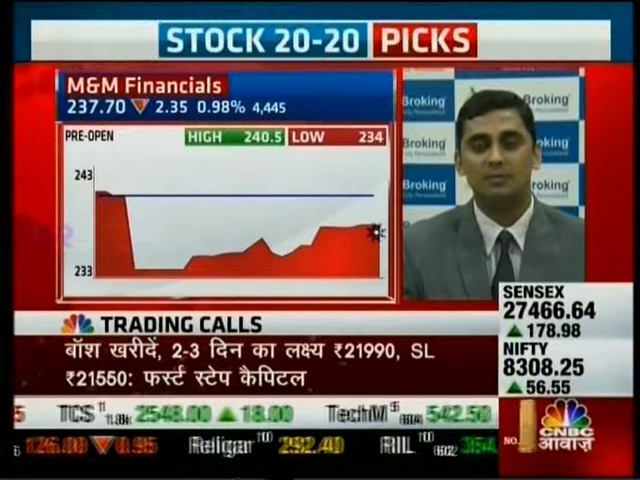 STOCK 20-20 PICKS
M&M Financials
237.70 2.35 0.98% 4,445
PRE-OPEN HIGH 240.5 LOW 234
243
233
Broking Broking
Broking
Broking
Broking
SENSEX
27466.64
178.98
NIFTY
8308.25
56.55
TRADING CALLS
बॉश खरीदें, 2-3 दिन का लक्ष्य ₹21990, SL
₹21550: फर्स्ट स्टेप कैपिटल
TCS 2548.00 18.00 TechM 542.50
Religar 292.40 RIL
NO.1
CNBC
आवाज़